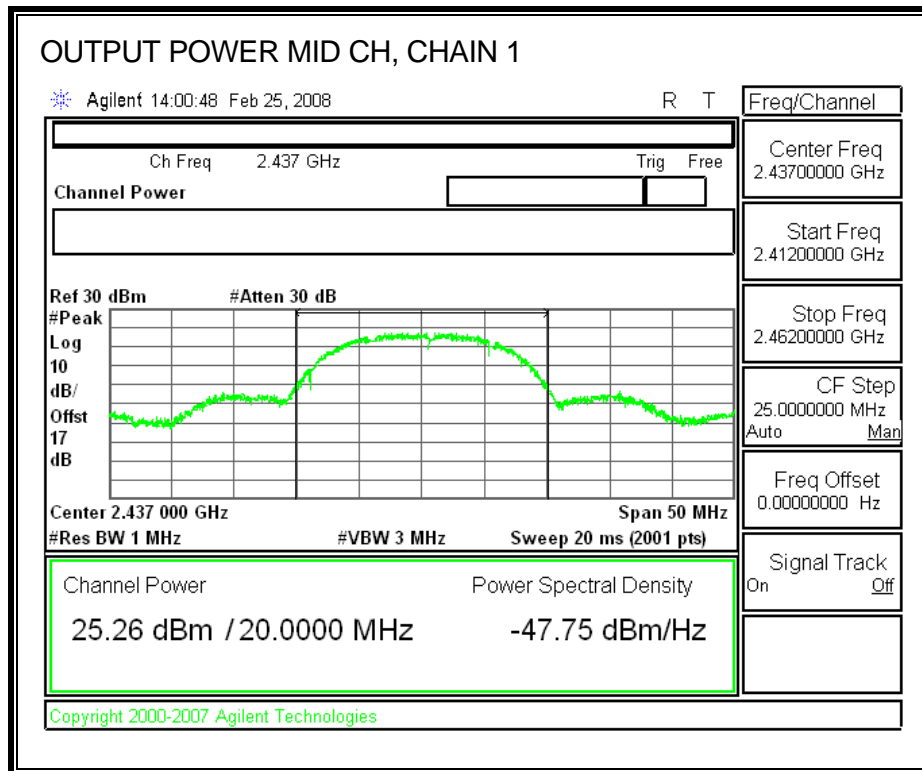 OUTPUT POWER MID CH, CHAIN 1
Agilent 14:00:48 Feb 25, 2008 R T
Ch Freq 2.437 GHz Trig Free
Channel Power
Ref 30 dBm #Atten 30 dB
#Peak
Log
10
dB/
Offst
17
dB
Center 2.437 000 GHz Span 50 MHz
#Res BW 1 MHz #VBW 3 MHz Sweep 20 ms (2001 pts)
Channel Power Power Spectral Density
25.26 dBm / 20.0000 MHz -47.75 dBm/Hz
Copyright 2000-2007 Agilent Technologies
Freq/Channel
Center Freq
2.43700000 GHz
Start Freq
2.41200000 GHz
Stop Freq
2.46200000 GHz
CF Step
25.0000000 MHz
Auto Man
Freq Offset
0.00000000 Hz
Signal Track
On Off